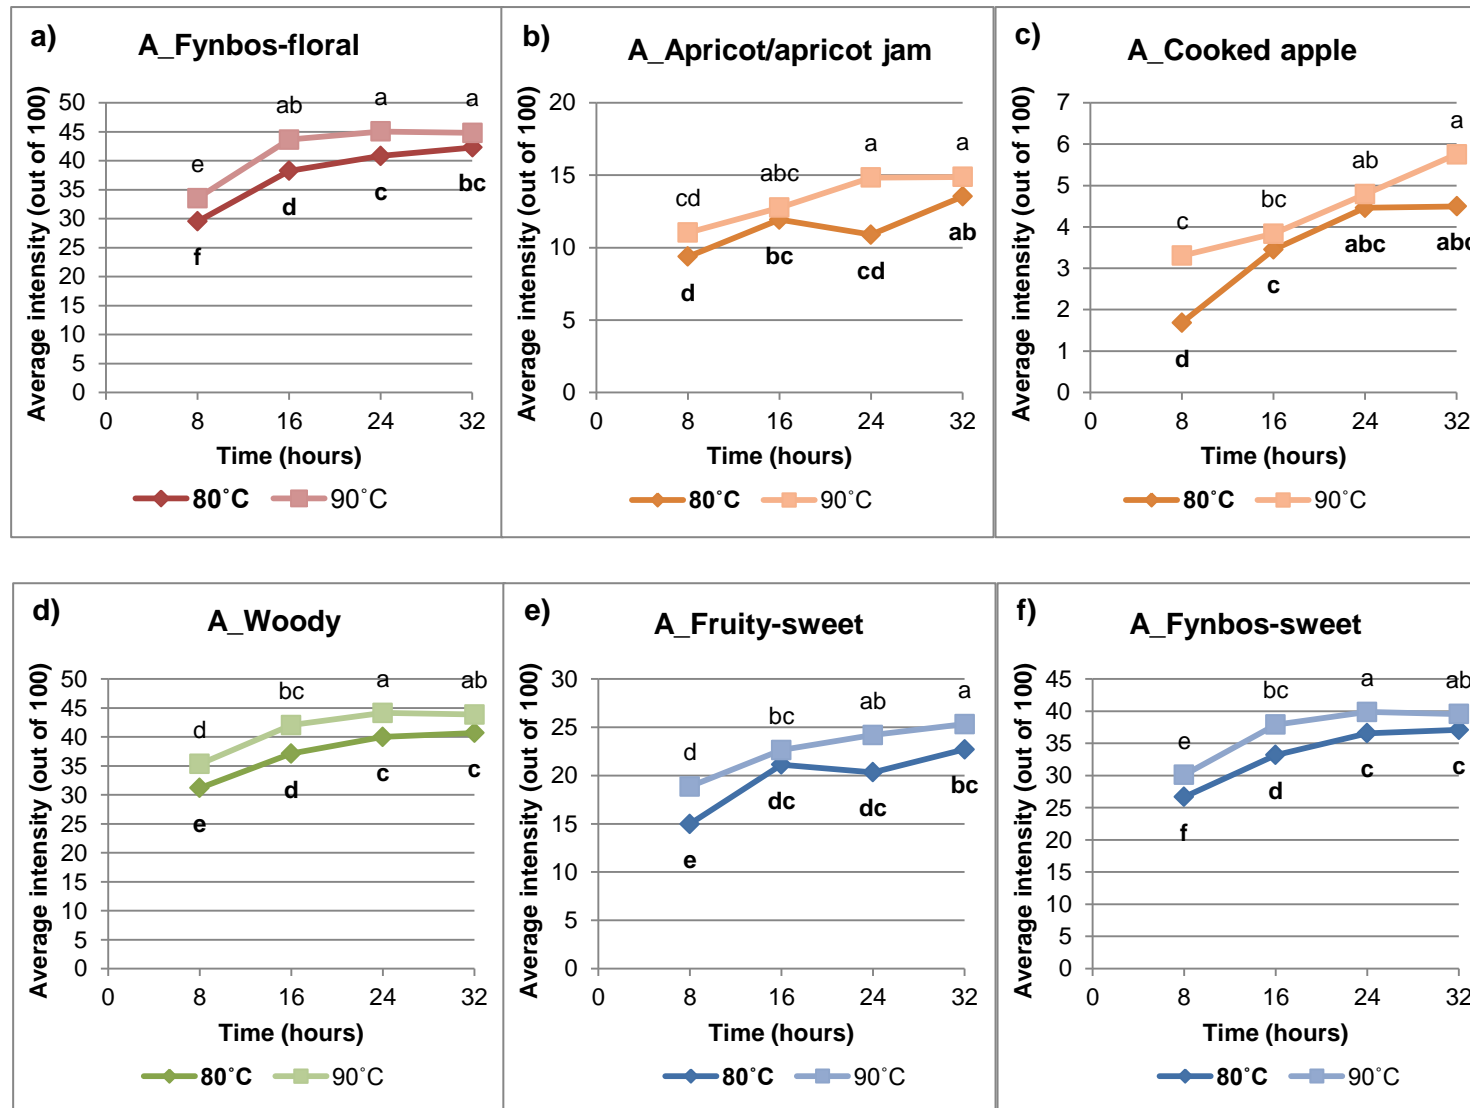 a)
A_Fynbos-floral
Average intensity (out of 100)
50
45
40
35
30
25
20
15
10
5
0
e
ab
a
a
f
d
c
bc
0 8 16 24 32
Time (hours)
80˚C 90˚C
b)
A_Apricot/apricot jam
Average intensity (out of 100)
20
15
10
5
0
cd
abc
a
a
d
bc
cd
ab
0 8 16 24 32
Time (hours)
80˚C 90˚C
c)
A_Cooked apple
Average intensity (out of 100)
7
6
5
4
3
2
1
0
c
bc
ab
a
d
c
abc
abc
0 8 16 24 32
Time (hours)
80˚C 90˚C
d)
A_Woody
Average intensity (out of 100)
50
45
40
35
30
25
20
15
10
5
0
d
bc
a
ab
e
d
c
c
0 8 16 24 32
Time (hours)
80˚C 90˚C
e)
A_Fruity-sweet
Average intensity (out of 100)
30
25
20
15
10
5
0
d
bc
ab
a
e
dc
dc
bc
0 8 16 24 32
Time (hours)
80˚C 90˚C
f)
A_Fynbos-sweet
Average intensity (out of 100)
45
40
35
30
25
20
15
10
5
0
e
bc
a
ab
f
d
c
c
0 8 16 24 32
Time (hours)
80˚C 90˚C